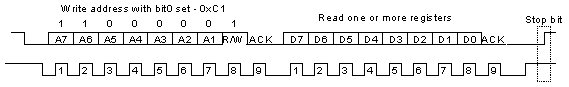 Write address with bit0 set - 0xC1
Read one or more registers
Stop bit
1 1 0 0 0 0 0 1
A7 A6 A5 A4 A3 A2 A1 R/W ACK D7 D6 D5 D4 D3 D2 D1 D0 ACK
1 2 3 4 5 6 7 8 9 1 2 3 4 5 6 7 8 9